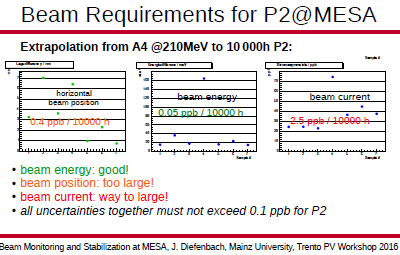 Beam Requirements for P2@MESA
Extrapolation from A4 @210MeV to 10 000h P2:
horizontal
beam position
0.4 ppb / 10000 h
beam energy
0.05 ppb / 10000 h
beam current
2.5 ppb / 10000 h
• beam energy: good!
• beam position: too large!
• beam current: way to large!
• all uncertainties together must not exceed 0.1 ppb for P2
Beam Monitoring and Stabilization at MESA, J. Diefenbach, Mainz University, Trento PV Workshop 2016